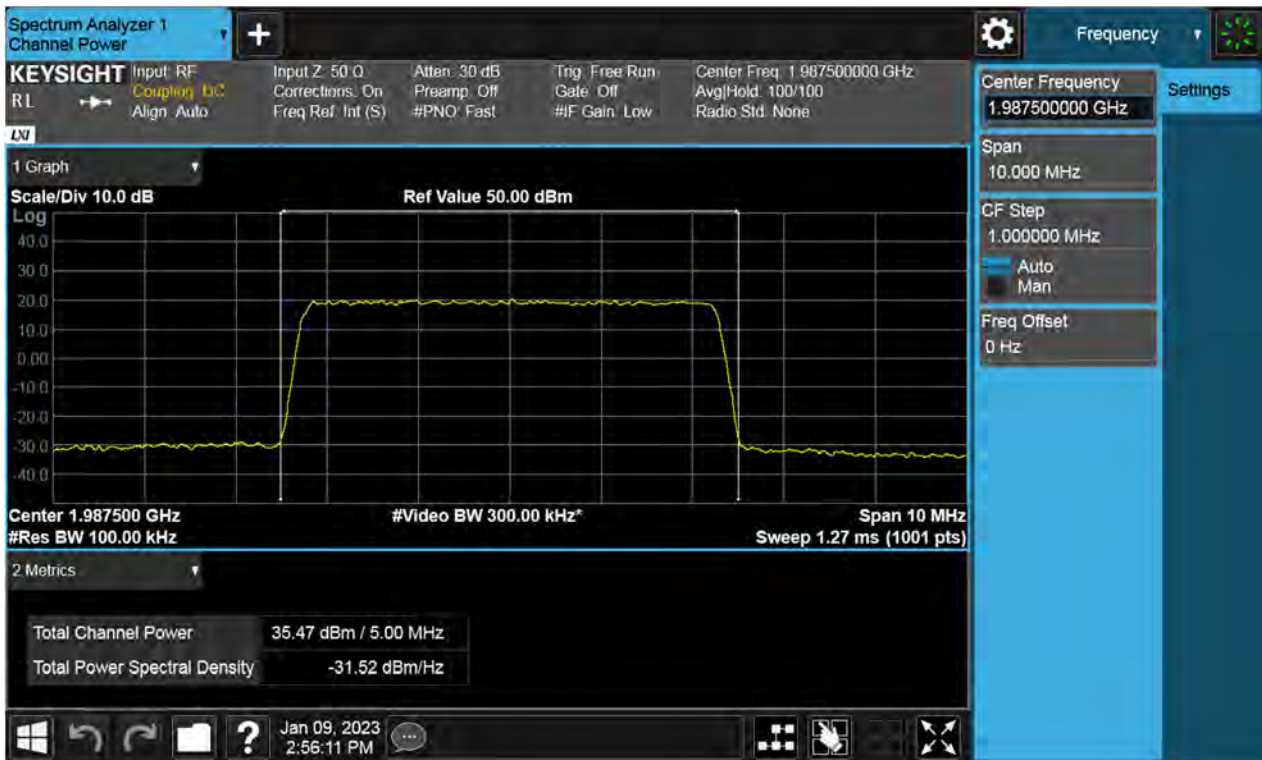 Spectrum Analyzer 1
Channel Power
+
Frequency
KEYSIGHT
RL
LXI
Input: RF
Coupling: DC
Align: Auto
Input Z: 50 Ω
Corrections: On
Freq Ref: Int (S)
Atten: 30 dB
Preamp: Off
#PNO: Fast
Trig: Free Run
Gate: Off
#IF Gain: Low
Center Freq: 1.987500000 GHz
Avg|Hold: 100/100
Radio Std: None
Center Frequency
1.987500000 GHz
Settings
Span
10.000 MHz
CF Step
1.000000 MHz
Auto
Man
Freq Offset
0 Hz
1 Graph
Scale/Div 10.0 dB
Ref Value 50.00 dBm
Log
40.0
30.0
20.0
10.0
0.00
-10.0
-20.0
-30.0
-40.0
Center 1.987500 GHz
#Video BW 300.00 kHz*
Span 10 MHz
#Res BW 100.00 kHz
Sweep 1.27 ms (1001 pts)
2 Metrics
Total Channel Power 35.47 dBm / 5.00 MHz
Total Power Spectral Density -31.52 dBm/Hz
?
Jan 09, 2023
2:56:11 PM